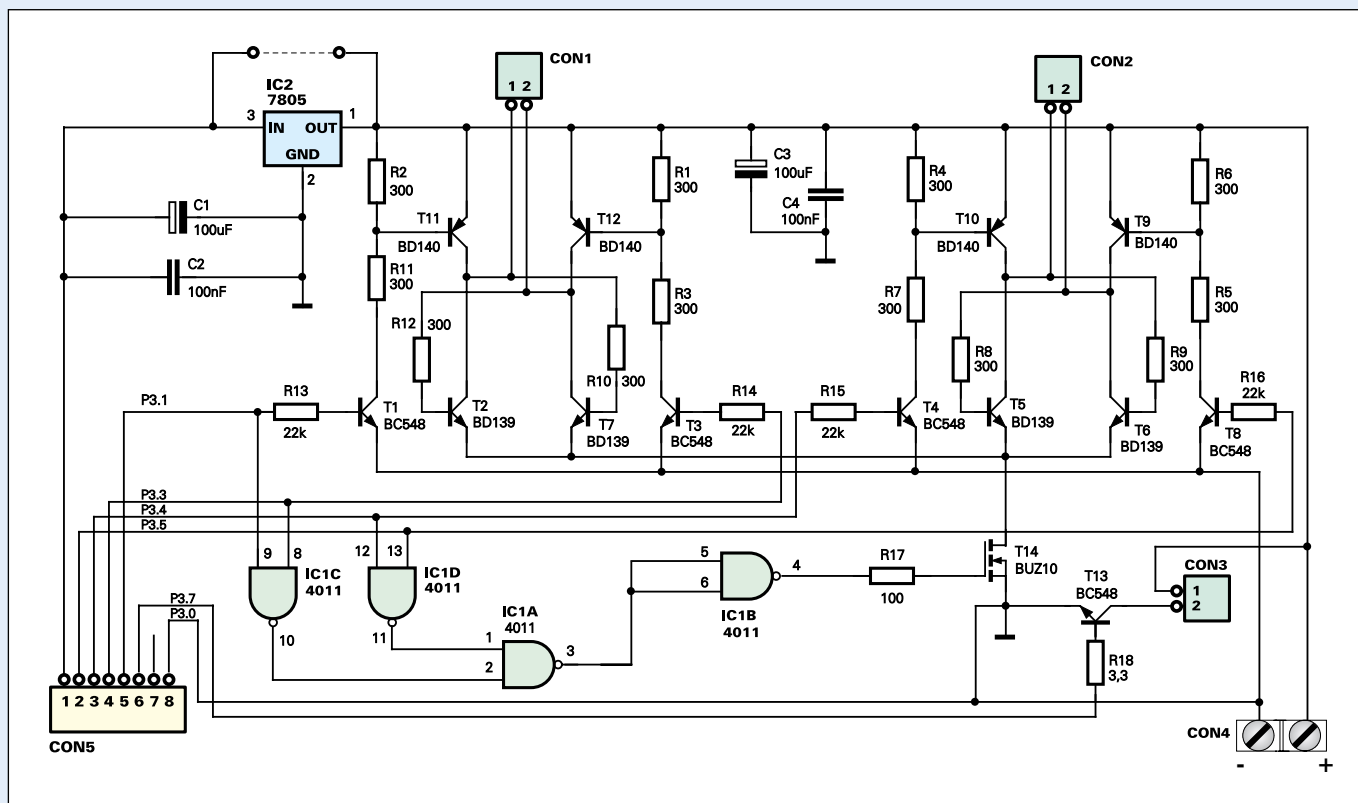 CON1
1 2
CON2
1 2
IC2
7805
3
IN OUT
1
GND
2
C1
100uF
C2
100nF
R2
300
R11
300
T11
BD140
T12
BD140
R1
300
R3
300
C3
100uF
C4
100nF
R4
300
R7
300
T10
BD140
T9
BD140
R6
300
R5
300
R12
300
R10
300
R8
300
R9
300
P3.1
R13
22k
T1
BC548
T2
BD139
T7
BD139
T3
BC548
R14
22k
R15
22k
T4
BC548
T5
BD139
T6
BD139
T8
BC548
R16
22k
P3.3
P3.4
P3.5
9 8
IC1C
4011
10
12 13
IC1D
4011
11
IC1A
4011
1
2
3
5
6
IC1B
4011
4
R17
100
T14
BUZ10
T13
BC548
CON3
1
2
R18
3,3
P3.7
P3.0
1 2 3 4 5 6 7 8
CON5
CON4
- +